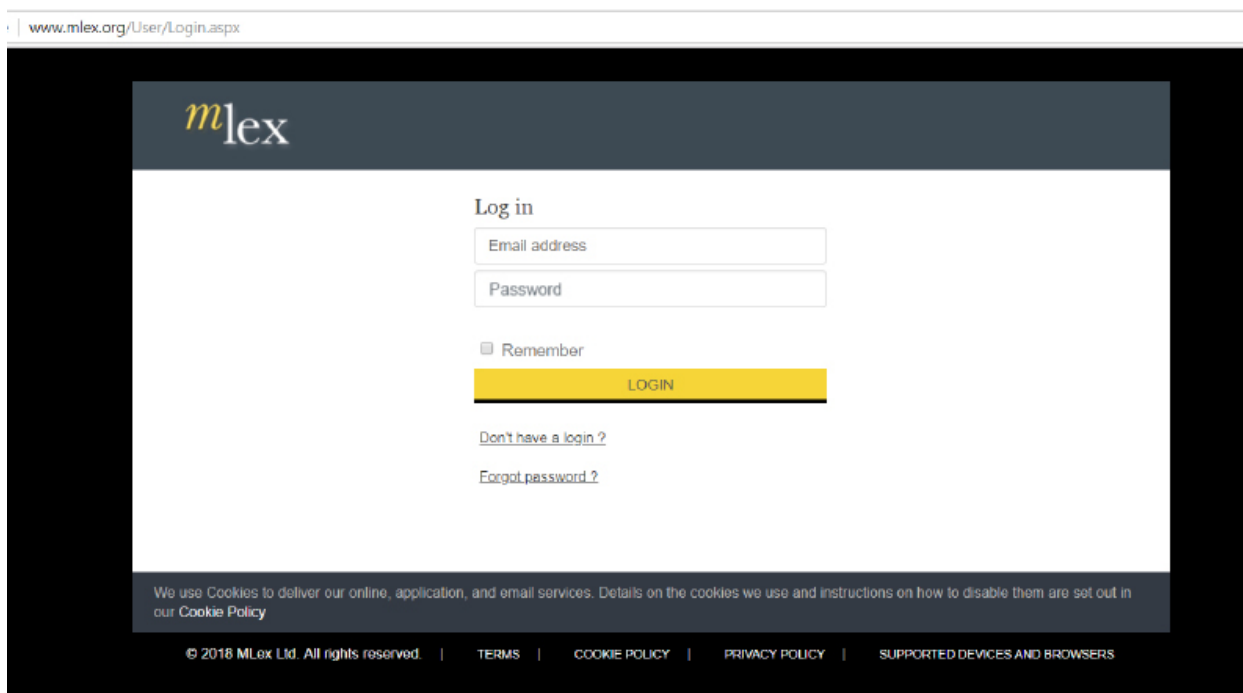 www.mlex.org/User/Login.aspx
mlex
Log in
Email address
Password
Remember
LOGIN
Don't have a login ?
Forgot password ?
We use Cookies to deliver our online, application, and email services. Details on the cookies we use and instructions on how to disable them are set out in
our Cookie Policy
© 2018 MLex Ltd. All rights reserved. | TERMS | COOKIE POLICY | PRIVACY POLICY | SUPPORTED DEVICES AND BROWSERS